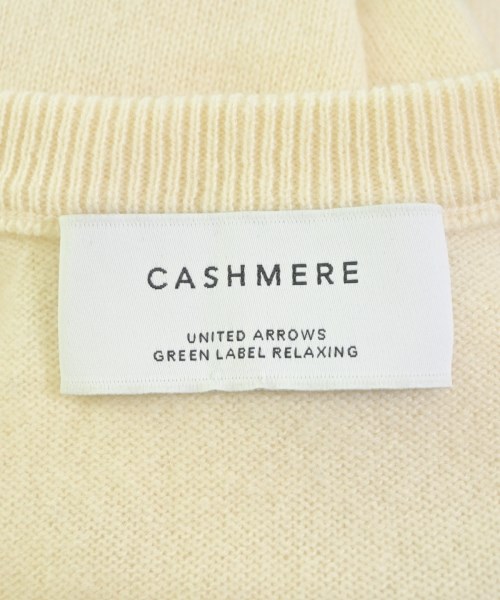 CASHMERE
UNITED ARROWS
GREEN LABEL RELAXING